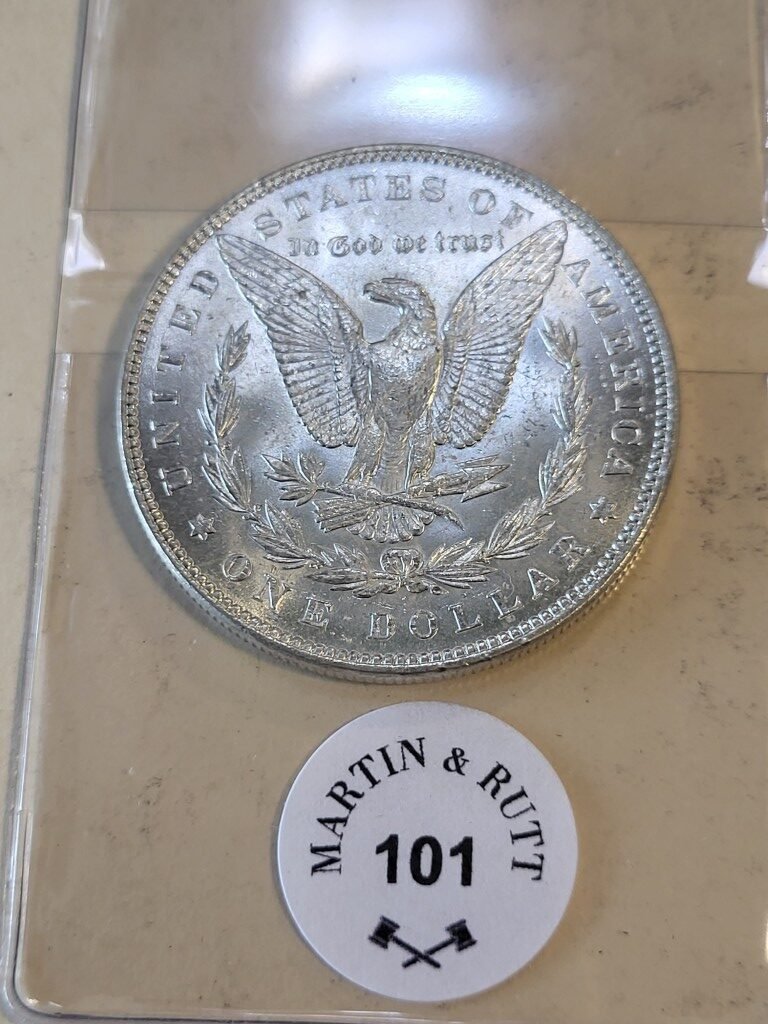 UNITED STATES OF AMERICA
In God we trust
ONE DOLLAR
MARTIN & RUTT
101